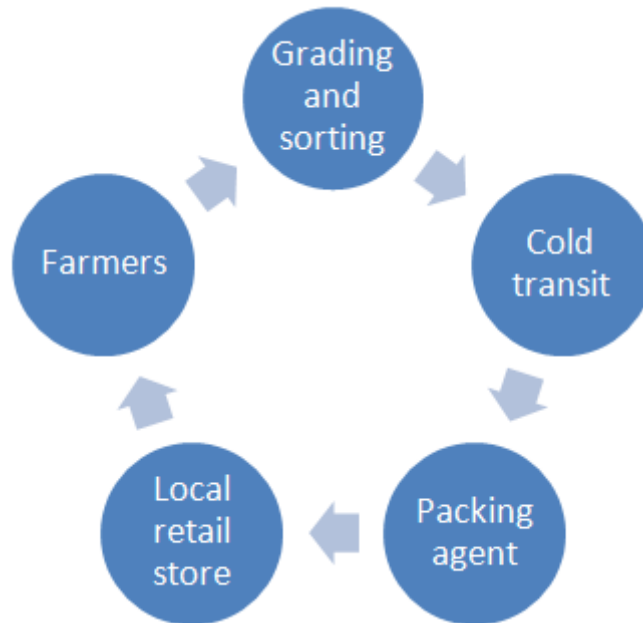 Grading
and
sorting
Cold
transit
Packing
agent
Local
retail
store
Farmers